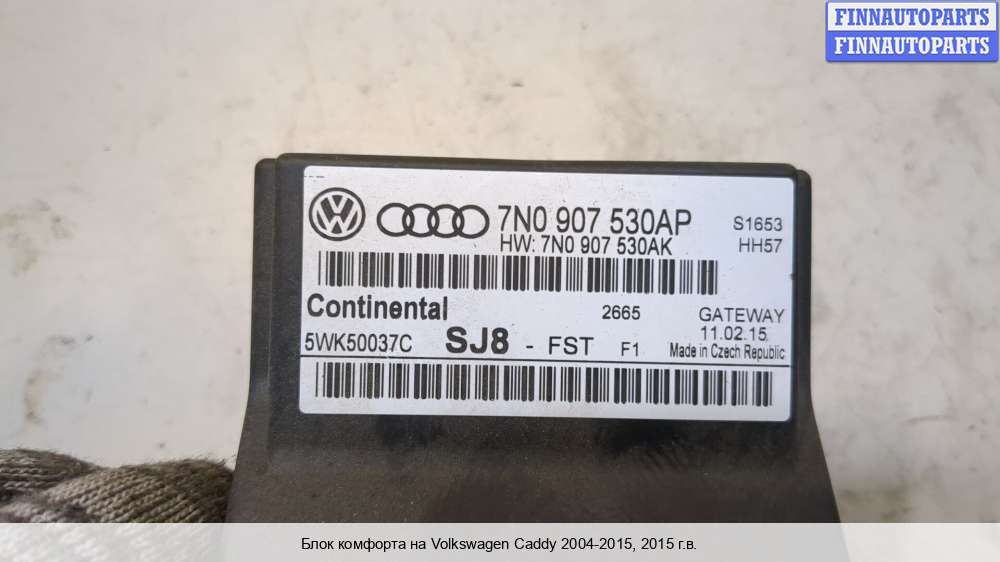 FINNAUTOPARTS
FINNAUTOPARTS
7N0 907 530AP S1653
HW: 7N0 907 530AK HH57
Continental 2665 GATEWAY
11.02.15
5WK50037C SJ8 - FST F1 Made in Czech Republic
Блок комфорта на Volkswagen Caddy 2004-2015, 2015 г.в.